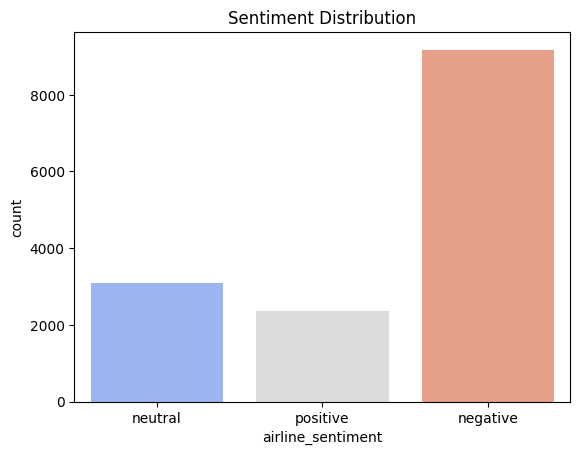 Sentiment Distribution
8000
6000
4000
2000
0
count
neutral positive negative
airline_sentiment